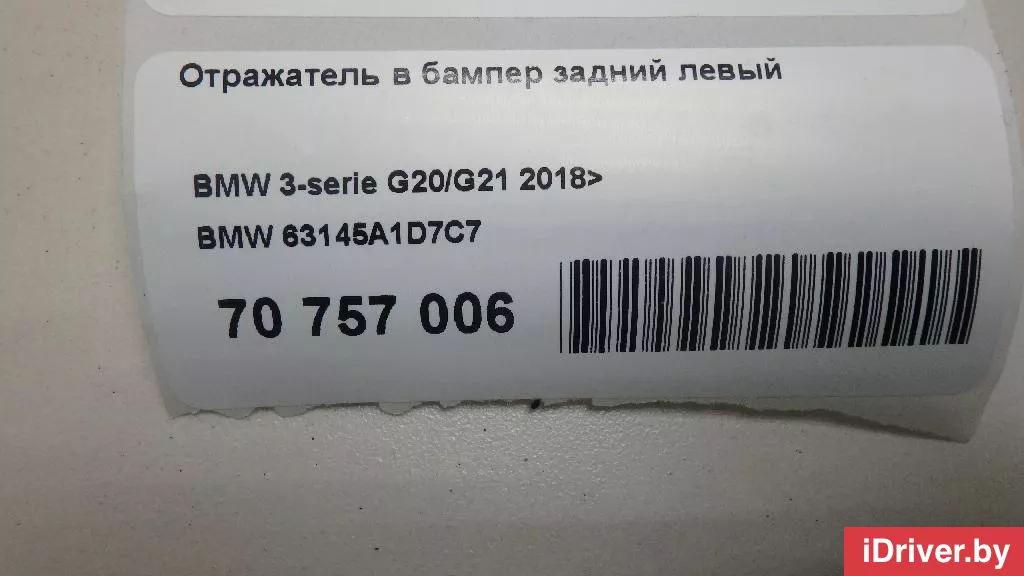 Отражатель в бампер задний левый
BMW 3-serie G20/G21 2018>
BMW 63145A1D7C7
70 757 006
iDriver.by